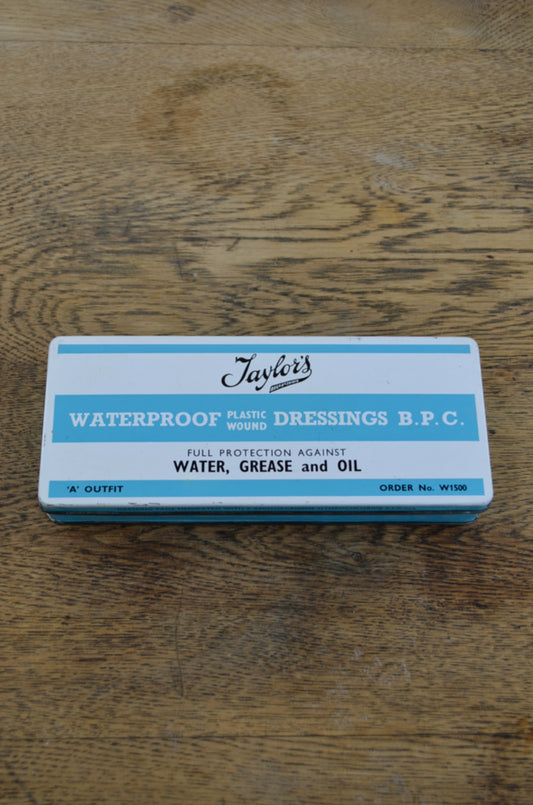 Taylor's
WATERPROOF PLASTIC WOUND DRESSINGS B.P.C.
FULL PROTECTION AGAINST
WATER, GREASE and OIL
'A' OUTFIT ORDER No. W1500